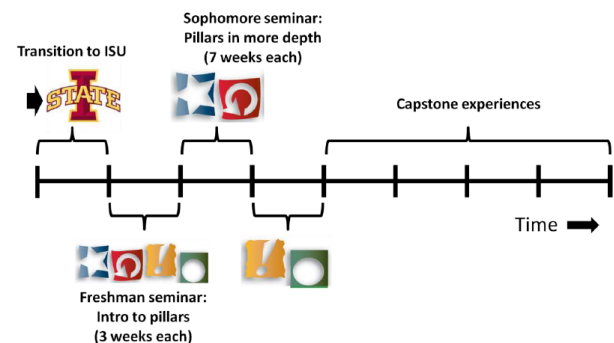 Sophomore seminar:
Pillars in more depth
(7 weeks each)
Transition to ISU
I
STATE
Capstone experiences
Time
Freshman seminar:
Intro to pillars
(3 weeks each)